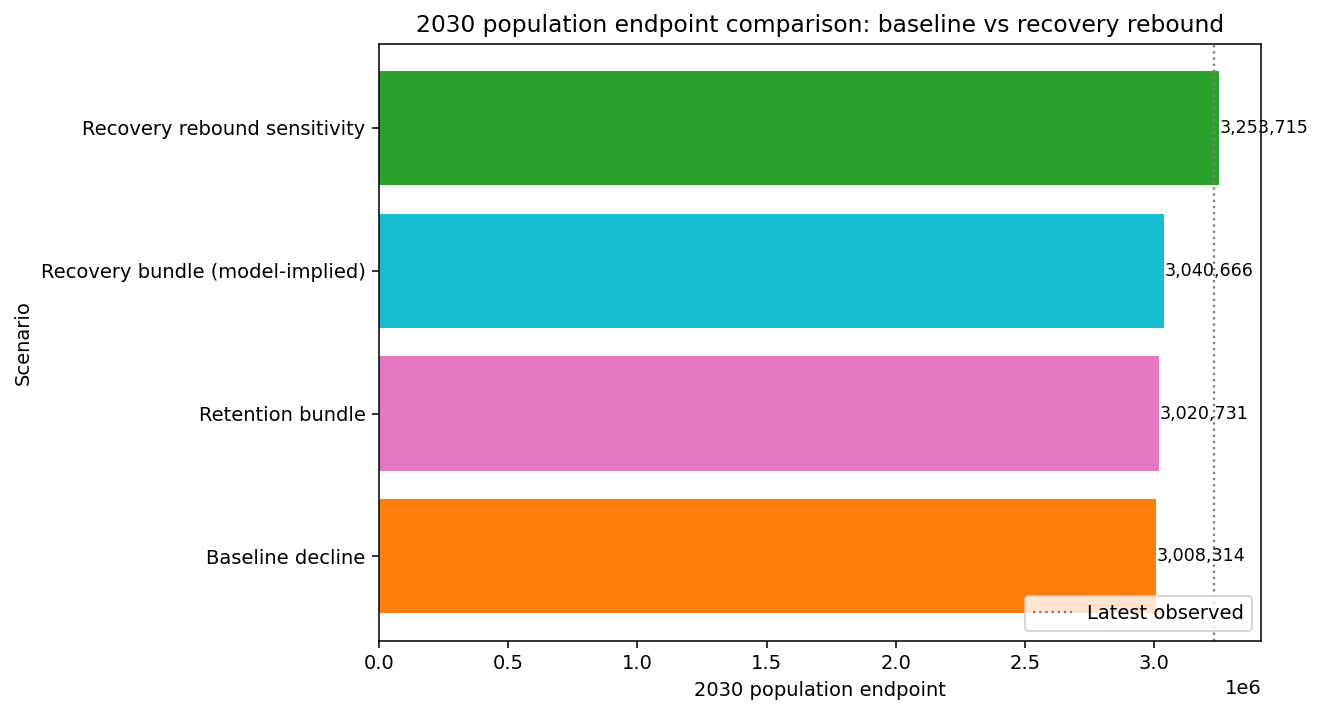 2030 population endpoint comparison: baseline vs recovery rebound
Scenario
Recovery rebound sensitivity
3,253,715
Recovery bundle (model-implied)
3,040,666
Retention bundle
3,020,731
Baseline decline
3,008,314
Latest observed
0.0 0.5 1.0 1.5 2.0 2.5 3.0
1e6
2030 population endpoint